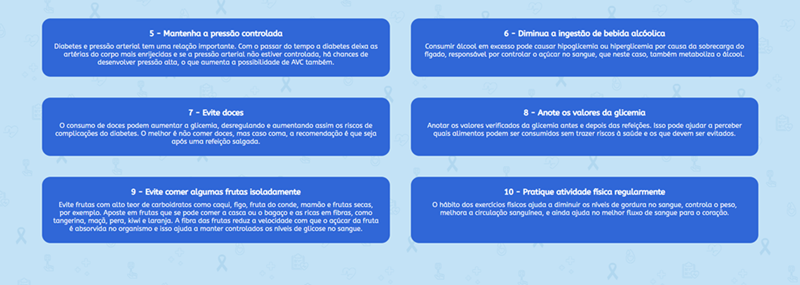 5 - Mantenha a pressão controlada
Diabetes e pressão arterial tem uma relação importante. Com o passar do tempo a diabetes deixa as
artérias do corpo mais enrijecidas e se a pressão arterial não estiver controlada, há chances de
desenvolver pressão alta, o que aumenta a possibilidade de AVC também.
6 - Diminua a ingestão de bebida alcóolica
Consumir álcool em excesso pode causar hipoglicemia ou hiperglicemia por causa da sobrecarga do
fígado, responsável por controlar o açúcar no sangue, que neste caso, também metaboliza o álcool.
7 - Evite doces
O consumo de doces podem aumentar a glicemia, desregulando e aumentando assim os riscos de
complicações do diabetes. O melhor é não comer doces, mas caso coma, a recomendação é que seja
após uma refeição salgada.
8 - Anote os valores da glicemia
Anotar os valores verificados da glicemia antes e depois das refeições. Isso pode ajudar a perceber
quais alimentos podem ser consumidos sem trazer riscos à saúde e os que devem ser evitados.
9 - Evite comer algumas frutas isoladamente
Evite frutas com alto teor de carboidratos como caqui, figo, fruta do conde, mamão e frutas secas,
por exemplo. Aposte em frutas que se pode comer a casca ou o bagaço e as ricas em fibras, como
tangerina, maçã, pera, kiwi e laranja. A fibra das frutas reduz a velocidade com que o açúcar da fruta
é absorvida no organismo e isso ajuda a manter controlados os níveis de glicose no sangue.
10 - Pratique atividade física regularmente
O hábito dos exercícios físicos ajuda a diminuir os níveis de gordura no sangue, controla o peso,
melhora a circulação sanguínea, e ainda ajuda no melhor fluxo de sangue para o coração.